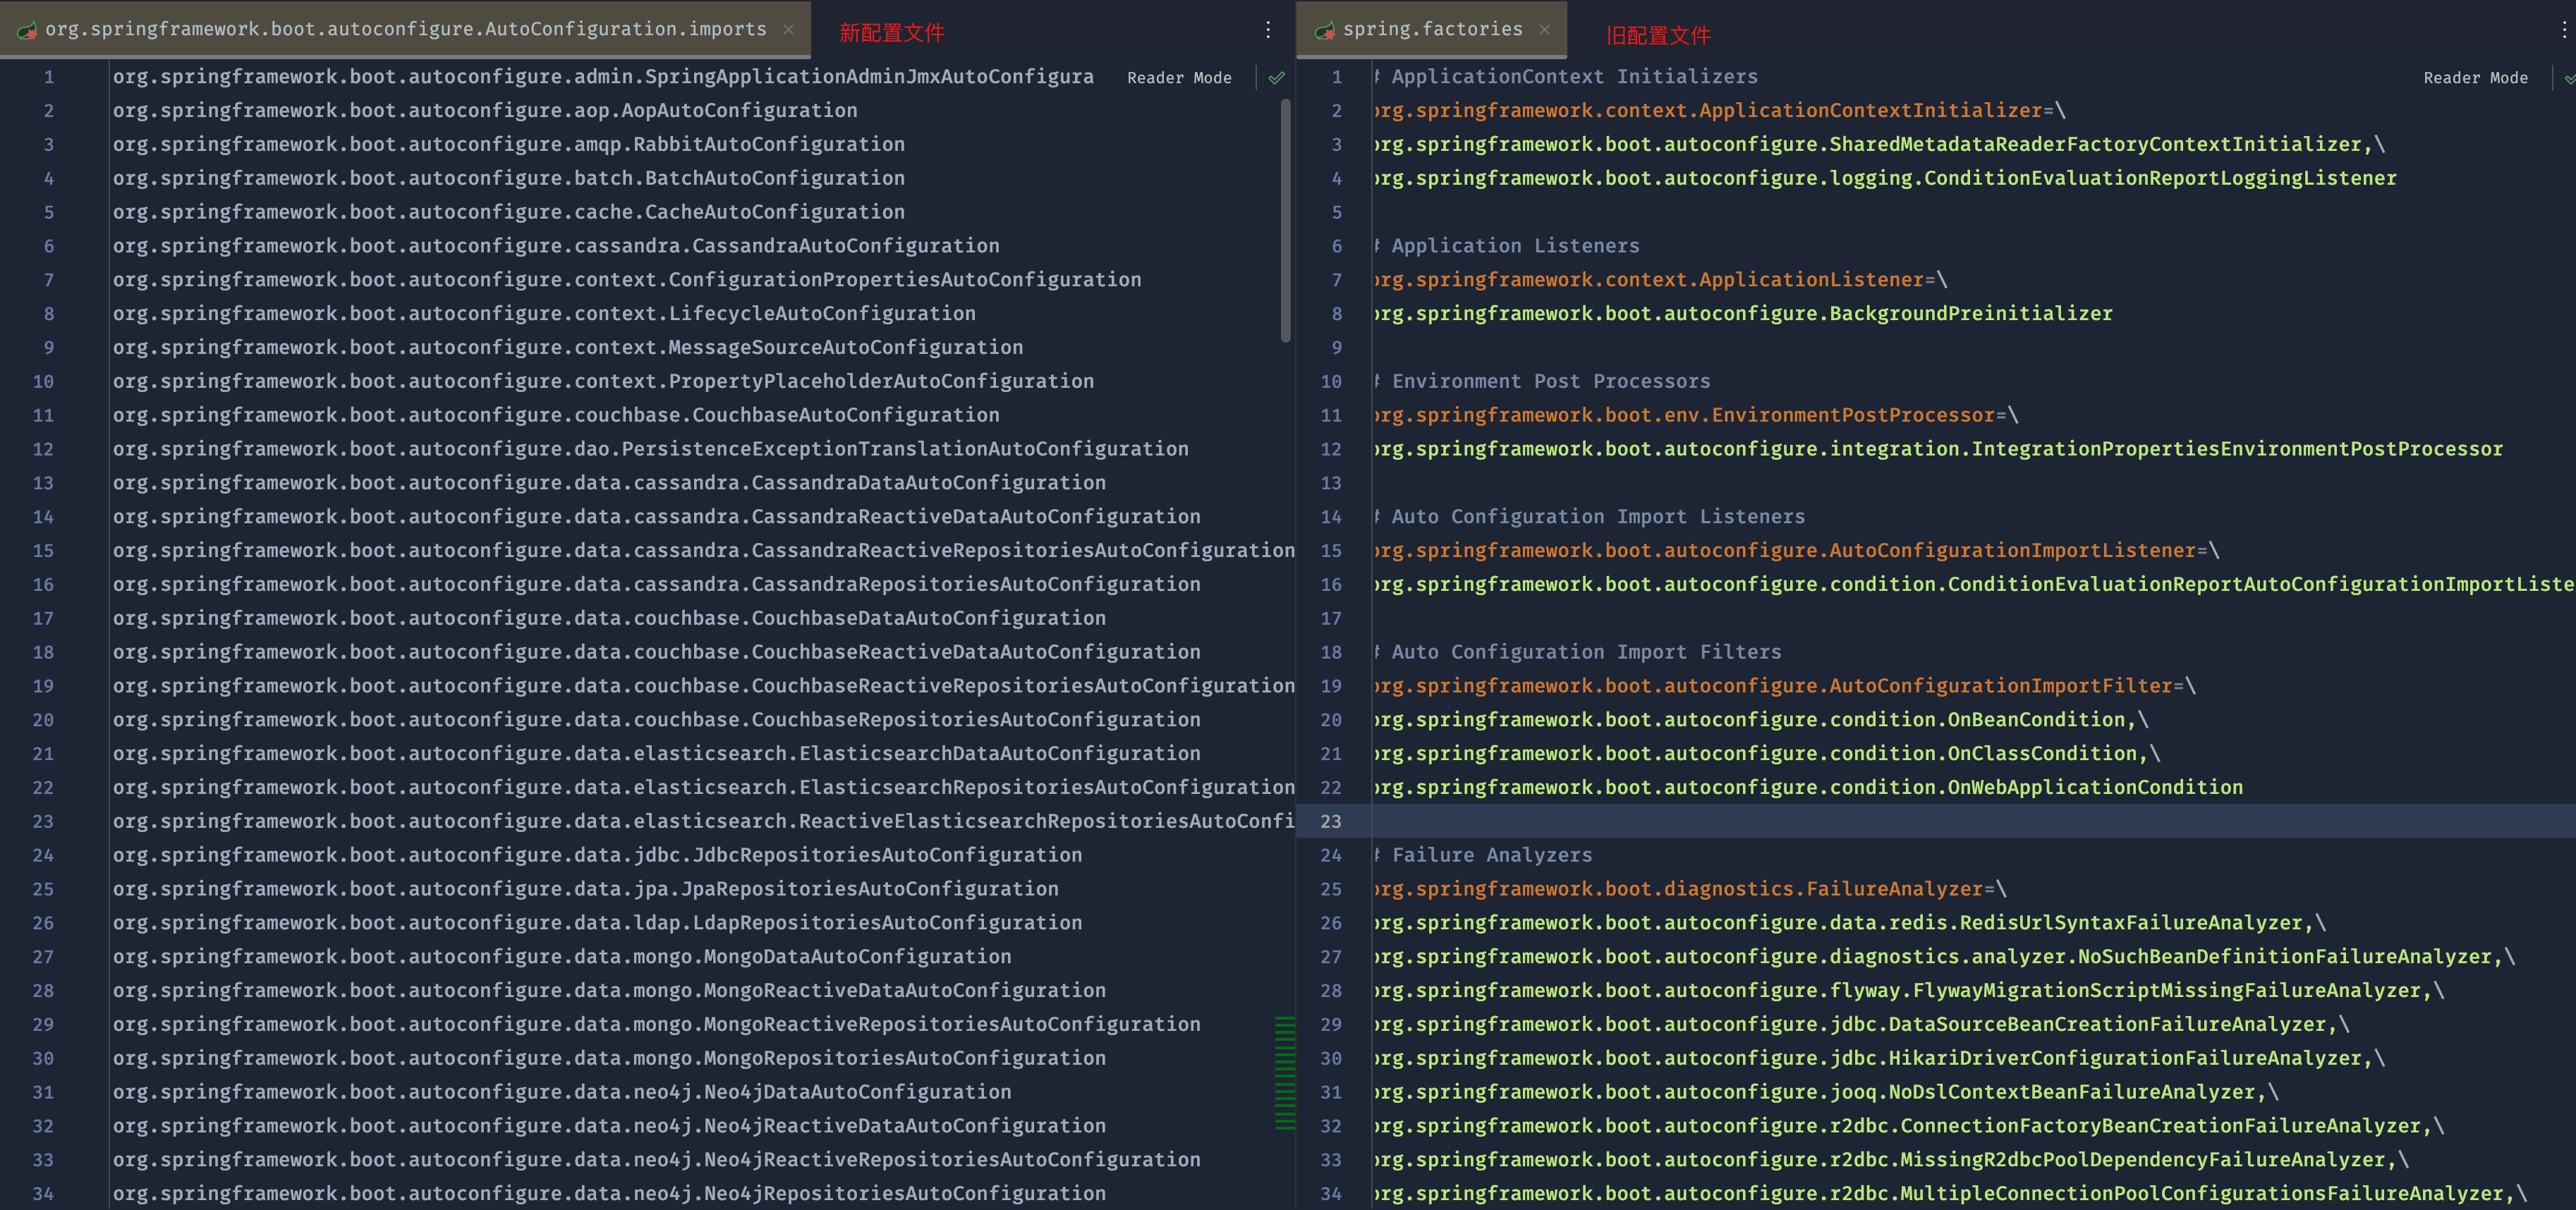 org.springframework.boot.autoconfigure.AutoConfiguration.imports
新配置文件
Reader Mode
1 org.springframework.boot.autoconfigure.admin.SpringApplicationAdminJmxAutoConfigura
2 org.springframework.boot.autoconfigure.aop.AopAutoConfiguration
3 org.springframework.boot.autoconfigure.amqp.RabbitAutoConfiguration
4 org.springframework.boot.autoconfigure.batch.BatchAutoConfiguration
5 org.springframework.boot.autoconfigure.cache.CacheAutoConfiguration
6 org.springframework.boot.autoconfigure.cassandra.CassandraAutoConfiguration
7 org.springframework.boot.autoconfigure.context.ConfigurationPropertiesAutoConfiguration
8 org.springframework.boot.autoconfigure.context.LifecycleAutoConfiguration
9 org.springframework.boot.autoconfigure.context.MessageSourceAutoConfiguration
10 org.springframework.boot.autoconfigure.context.PropertyPlaceholderAutoConfiguration
11 org.springframework.boot.autoconfigure.couchbase.CouchbaseAutoConfiguration
12 org.springframework.boot.autoconfigure.dao.PersistenceExceptionTranslationAutoConfiguration
13 org.springframework.boot.autoconfigure.data.cassandra.CassandraDataAutoConfiguration
14 org.springframework.boot.autoconfigure.data.cassandra.CassandraReactiveDataAutoConfiguration
15 org.springframework.boot.autoconfigure.data.cassandra.CassandraReactiveRepositoriesAutoConfiguration
16 org.springframework.boot.autoconfigure.data.cassandra.CassandraRepositoriesAutoConfiguration
17 org.springframework.boot.autoconfigure.data.couchbase.CouchbaseDataAutoConfiguration
18 org.springframework.boot.autoconfigure.data.couchbase.CouchbaseReactiveDataAutoConfiguration
19 org.springframework.boot.autoconfigure.data.couchbase.CouchbaseReactiveRepositoriesAutoConfiguration
20 org.springframework.boot.autoconfigure.data.couchbase.CouchbaseRepositoriesAutoConfiguration
21 org.springframework.boot.autoconfigure.data.elasticsearch.ElasticsearchDataAutoConfiguration
22 org.springframework.boot.autoconfigure.data.elasticsearch.ElasticsearchRepositoriesAutoConfiguration
23 org.springframework.boot.autoconfigure.data.elasticsearch.ReactiveElasticsearchRepositoriesAutoConfi
24 org.springframework.boot.autoconfigure.data.jdbc.JdbcRepositoriesAutoConfiguration
25 org.springframework.boot.autoconfigure.data.jpa.JpaRepositoriesAutoConfiguration
26 org.springframework.boot.autoconfigure.data.ldap.LdapRepositoriesAutoConfiguration
27 org.springframework.boot.autoconfigure.data.mongo.MongoDataAutoConfiguration
28 org.springframework.boot.autoconfigure.data.mongo.MongoReactiveDataAutoConfiguration
29 org.springframework.boot.autoconfigure.data.mongo.MongoReactiveRepositoriesAutoConfiguration
30 org.springframework.boot.autoconfigure.data.mongo.MongoRepositoriesAutoConfiguration
31 org.springframework.boot.autoconfigure.data.neo4j.Neo4jDataAutoConfiguration
32 org.springframework.boot.autoconfigure.data.neo4j.Neo4jReactiveDataAutoConfiguration
33 org.springframework.boot.autoconfigure.data.neo4j.Neo4jReactiveRepositoriesAutoConfiguration
34 org.springframework.boot.autoconfigure.data.neo4j.Neo4jRepositoriesAutoConfiguration
spring.factories
旧配置文件
Reader Mode
1 # ApplicationContext Initializers
2 org.springframework.context.ApplicationContextInitializer=\
3 org.springframework.boot.autoconfigure.SharedMetadataReaderFactoryContextInitializer,\
4 org.springframework.boot.autoconfigure.logging.ConditionEvaluationReportLoggingListener
5
6 # Application Listeners
7 org.springframework.context.ApplicationListener=\
8 org.springframework.boot.autoconfigure.BackgroundPreinitializer
9
10 # Environment Post Processors
11 org.springframework.boot.env.EnvironmentPostProcessor=\
12 org.springframework.boot.autoconfigure.integration.IntegrationPropertiesEnvironmentPostProcessor
13
14 # Auto Configuration Import Listeners
15 org.springframework.boot.autoconfigure.AutoConfigurationImportListener=\
16 org.springframework.boot.autoconfigure.condition.ConditionEvaluationReportAutoConfigurationImportListe
17
18 # Auto Configuration Import Filters
19 org.springframework.boot.autoconfigure.AutoConfigurationImportFilter=\
20 org.springframework.boot.autoconfigure.condition.OnBeanCondition,\
21 org.springframework.boot.autoconfigure.condition.OnClassCondition,\
22 org.springframework.boot.autoconfigure.condition.OnWebApplicationCondition
23
24 # Failure Analyzers
25 org.springframework.boot.diagnostics.FailureAnalyzer=\
26 org.springframework.boot.autoconfigure.data.redis.RedisUrlSyntaxFailureAnalyzer,\
27 org.springframework.boot.autoconfigure.diagnostics.analyzer.NoSuchBeanDefinitionFailureAnalyzer,\
28 org.springframework.boot.autoconfigure.flyway.FlywayMigrationScriptMissingFailureAnalyzer,\
29 org.springframework.boot.autoconfigure.jdbc.DataSourceBeanCreationFailureAnalyzer,\
30 org.springframework.boot.autoconfigure.jdbc.HikariDriverConfigurationFailureAnalyzer,\
31 org.springframework.boot.autoconfigure.jooq.NoDslContextBeanFailureAnalyzer,\
32 org.springframework.boot.autoconfigure.r2dbc.ConnectionFactoryBeanCreationFailureAnalyzer,\
33 org.springframework.boot.autoconfigure.r2dbc.MissingR2dbcPoolDependencyFailureAnalyzer,\
34 org.springframework.boot.autoconfigure.r2dbc.MultipleConnectionPoolConfigurationsFailureAnalyzer,\